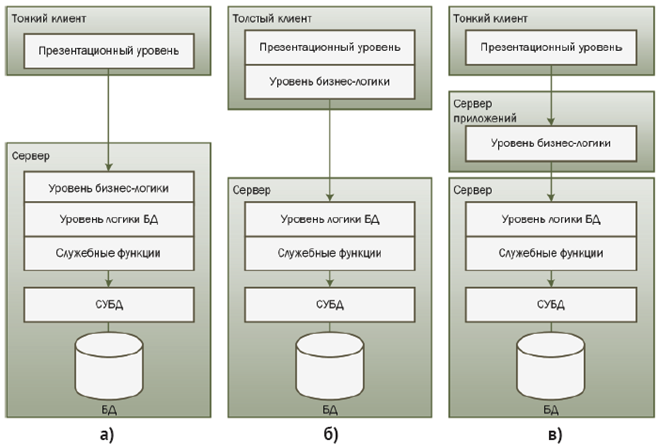 Тонкий клиент
Презентационный уровень
Сервер
Уровень бизнес-логики
Уровень логики БД
Служебные функции
СУБД
БД
а)
Толстый клиент
Презентационный уровень
Уровень бизнес-логики
Сервер
Уровень логики БД
Служебные функции
СУБД
БД
б)
Тонкий клиент
Презентационный уровень
Сервер
приложений
Уровень бизнес-логики
Сервер
Уровень логики БД
Служебные функции
СУБД
БД
в)